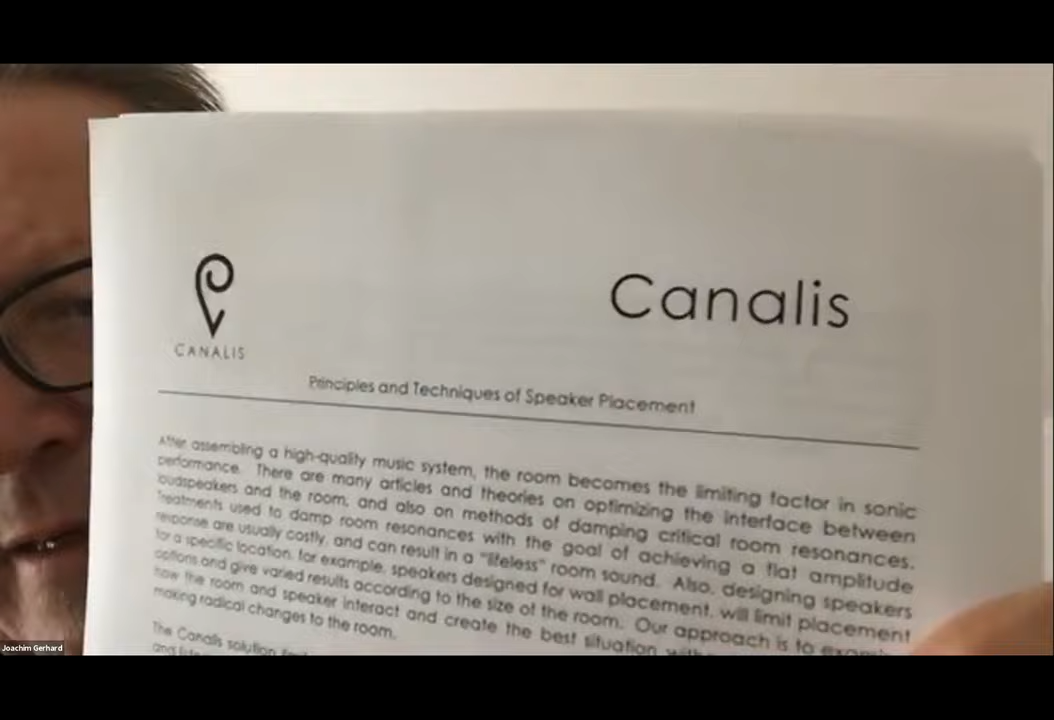 Canalis
CANALIS
Principles and Techniques of Speaker Placement
After assembling a high-quality music system, the room becomes the limiting factor in sonic
performance. There are many articles and theories on optimizing the interface between
loudspeakers and the room, and also on methods of damping critical room resonances.
Treatments used to damp room resonances with the goal of achieving a flat amplitude
response are usually costly, and can result in a "lifeless" room sound. Also, designing speakers
for a specific location, for example, speakers designed for wall placement, will limit placement
options and give varied results according to the size of the room. Our approach is to
how the room and speaker interact and create the best situation
making radical changes to the room.
The Canalis solution
Joachim Gerhard